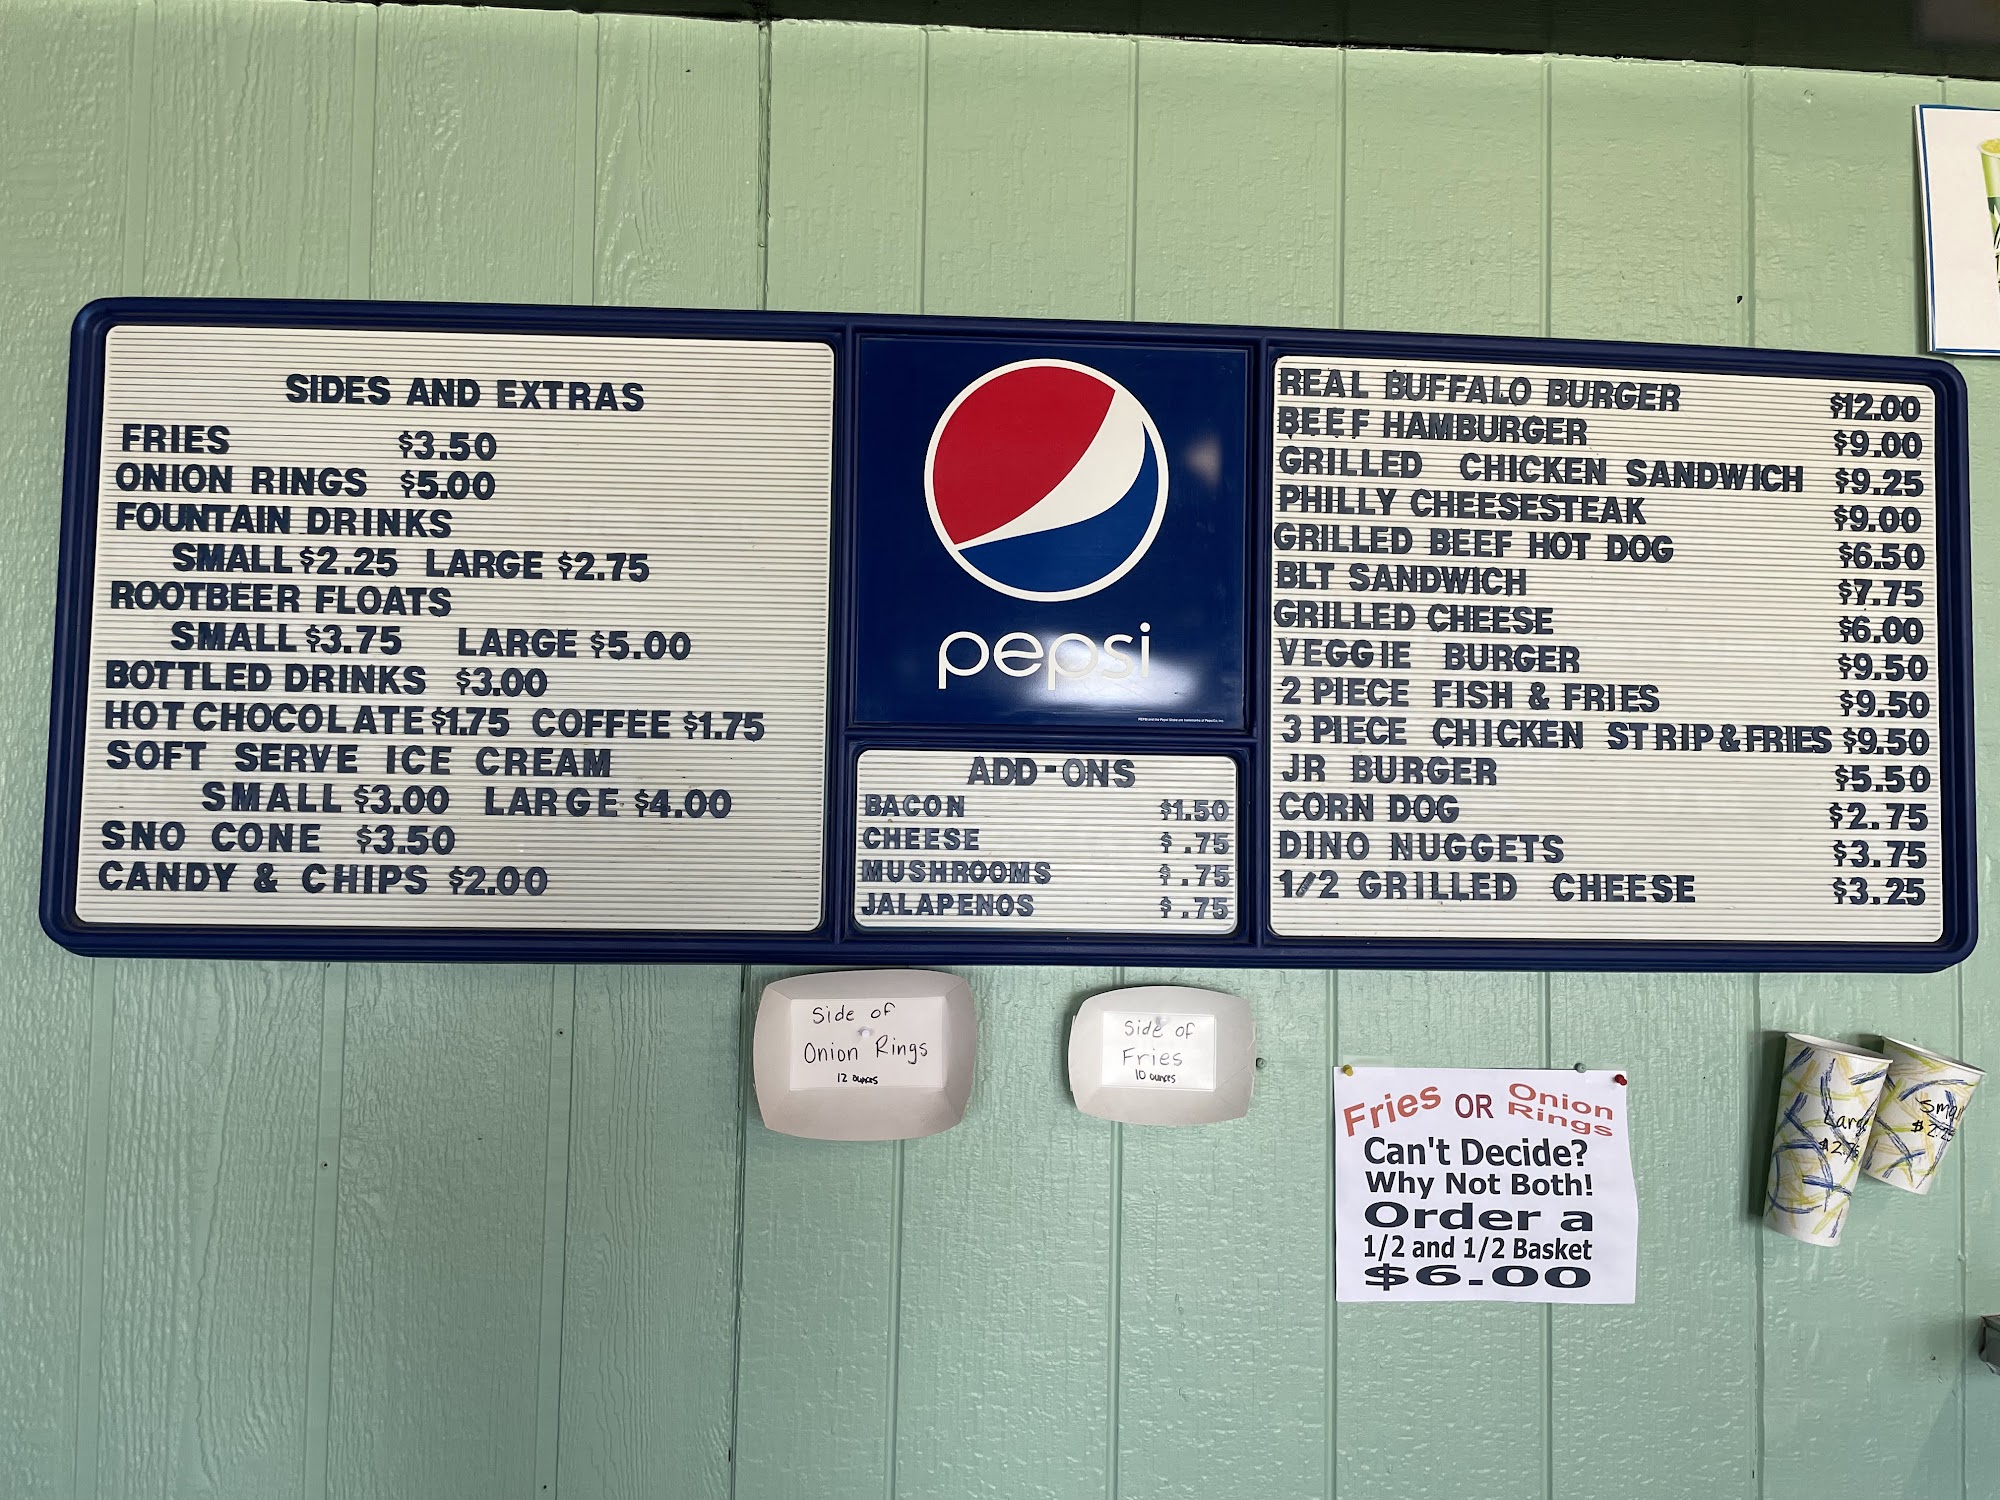 SIDES AND EXTRAS
FRIES $3.50
ONION RINGS $5.00
FOUNTAIN DRINKS
SMALL $2.25 LARGE $2.75
ROOTBEER FLOATS
SMALL $3.75 LARGE $5.00
BOTTLED DRINKS $3.00
HOT CHOCOLATE $1.75 COFFEE $1.75
SOFT SERVE ICE CREAM
SMALL $3.00 LARGE $4.00
SNO CONE $3.50
CANDY & CHIPS $2.00
pepsi
ADD-ONS
BACON $1.50
CHEESE $.75
MUSHROOMS $.75
JALAPENOS $.75
REAL BUFFALO BURGER $12.00
BEEF HAMBURGER $9.00
GRILLED CHICKEN SANDWICH $9.25
PHILLY CHEESESTEAK $9.00
GRILLED BEEF HOT DOG $6.50
BLT SANDWICH $7.75
GRILLED CHEESE $6.00
VEGGIE BURGER $9.50
2 PIECE FISH & FRIES $9.50
3 PIECE CHICKEN STRIP & FRIES $9.50
JR BURGER $5.50
CORN DOG $2.75
DINO NUGGETS $3.75
1/2 GRILLED CHEESE $3.25
Side of
Onion Rings
12 ounces
Side of
Fries
10 ounces
Fries OR Onion Rings
Can't Decide?
Why Not Both!
Order a
1/2 and 1/2 Basket
$6.00